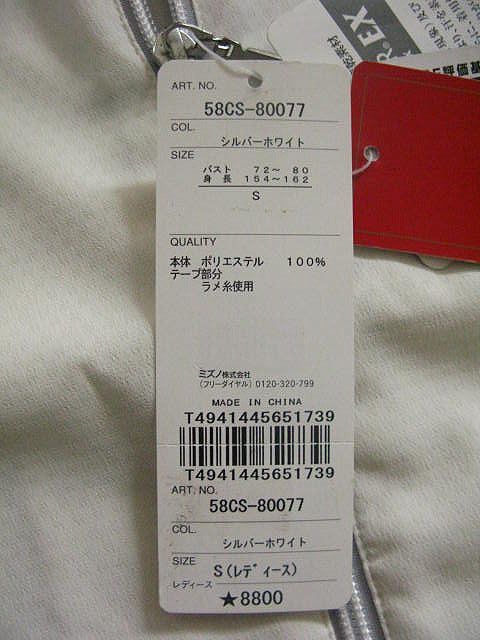 ART. NO.
58CS-80077
COL.
シルバーホワイト
SIZE
バスト 72～ 80
身 長 154～162
S
QUALITY
本体 ポリエステル 100%
テープ部分
ラメ糸使用
ミズノ株式会社
(フリーダイヤル) 0120-320-799
MADE IN CHINA
T4941445651739
T4941445651739
ART. NO.
58CS-80077
COL.
シルバーホワイト
SIZE
S(レディース)
レディース
★8800
EX